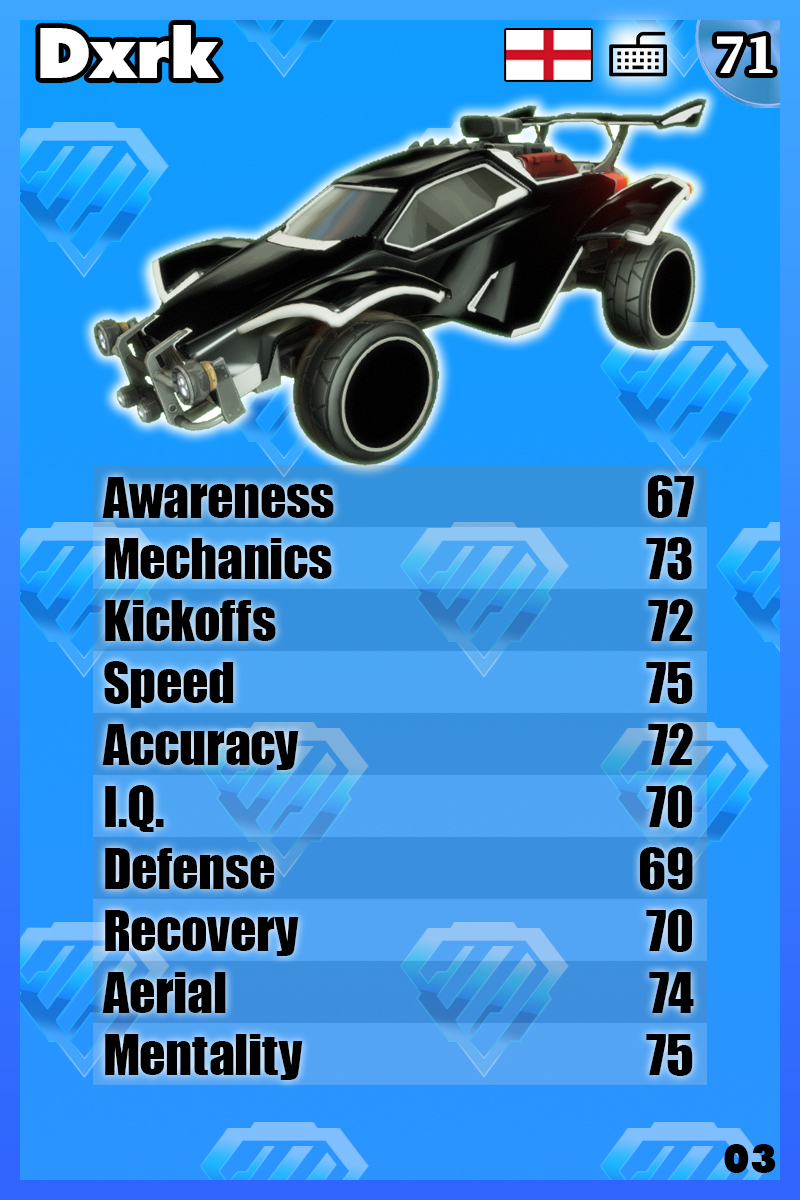 Dxrk 71
Awareness 67
Mechanics 73
Kickoffs 72
Speed 75
Accuracy 72
I.Q. 70
Defense 69
Recovery 70
Aerial 74
Mentality 75
03